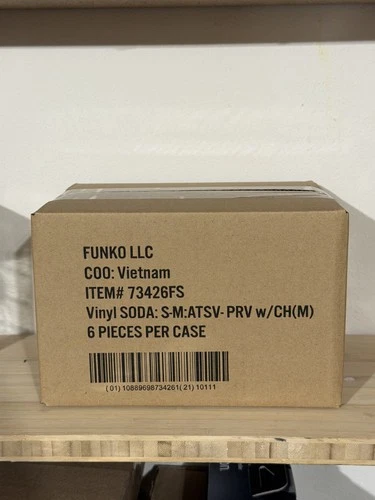 FUNKO LLC
COO: Vietnam
ITEM# 73426FS
Vinyl SODA: S-M:ATSV- PRV w/CH(M)
6 PIECES PER CASE
(01) 10889698734261(21) 10111